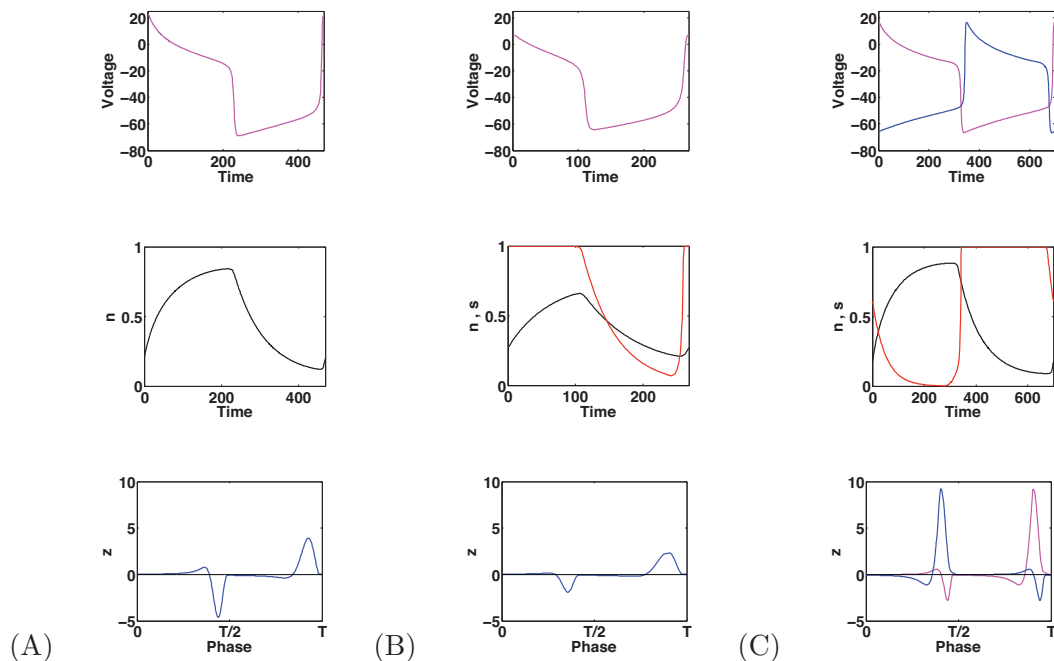 20
0
−20
−40
−60
−80
Voltage
0 200 400
Time
20
0
−20
−40
−60
−80
Voltage
0 100 200
Time
20
0
−20
−40
−60
−80
Voltage
0 200 400 600
Time
1
0.5
0
n
0 200 400
Time
1
0.5
0
n , s
0 100 200
Time
1
0.5
0
n , s
0 200 400 600
Time
10
5
0
−5
z
0 T/2 T
Phase
(A)
10
5
0
−5
z
0 T/2 T
Phase
(B)
10
5
0
−5
z
0 T/2 T
Phase
(C)